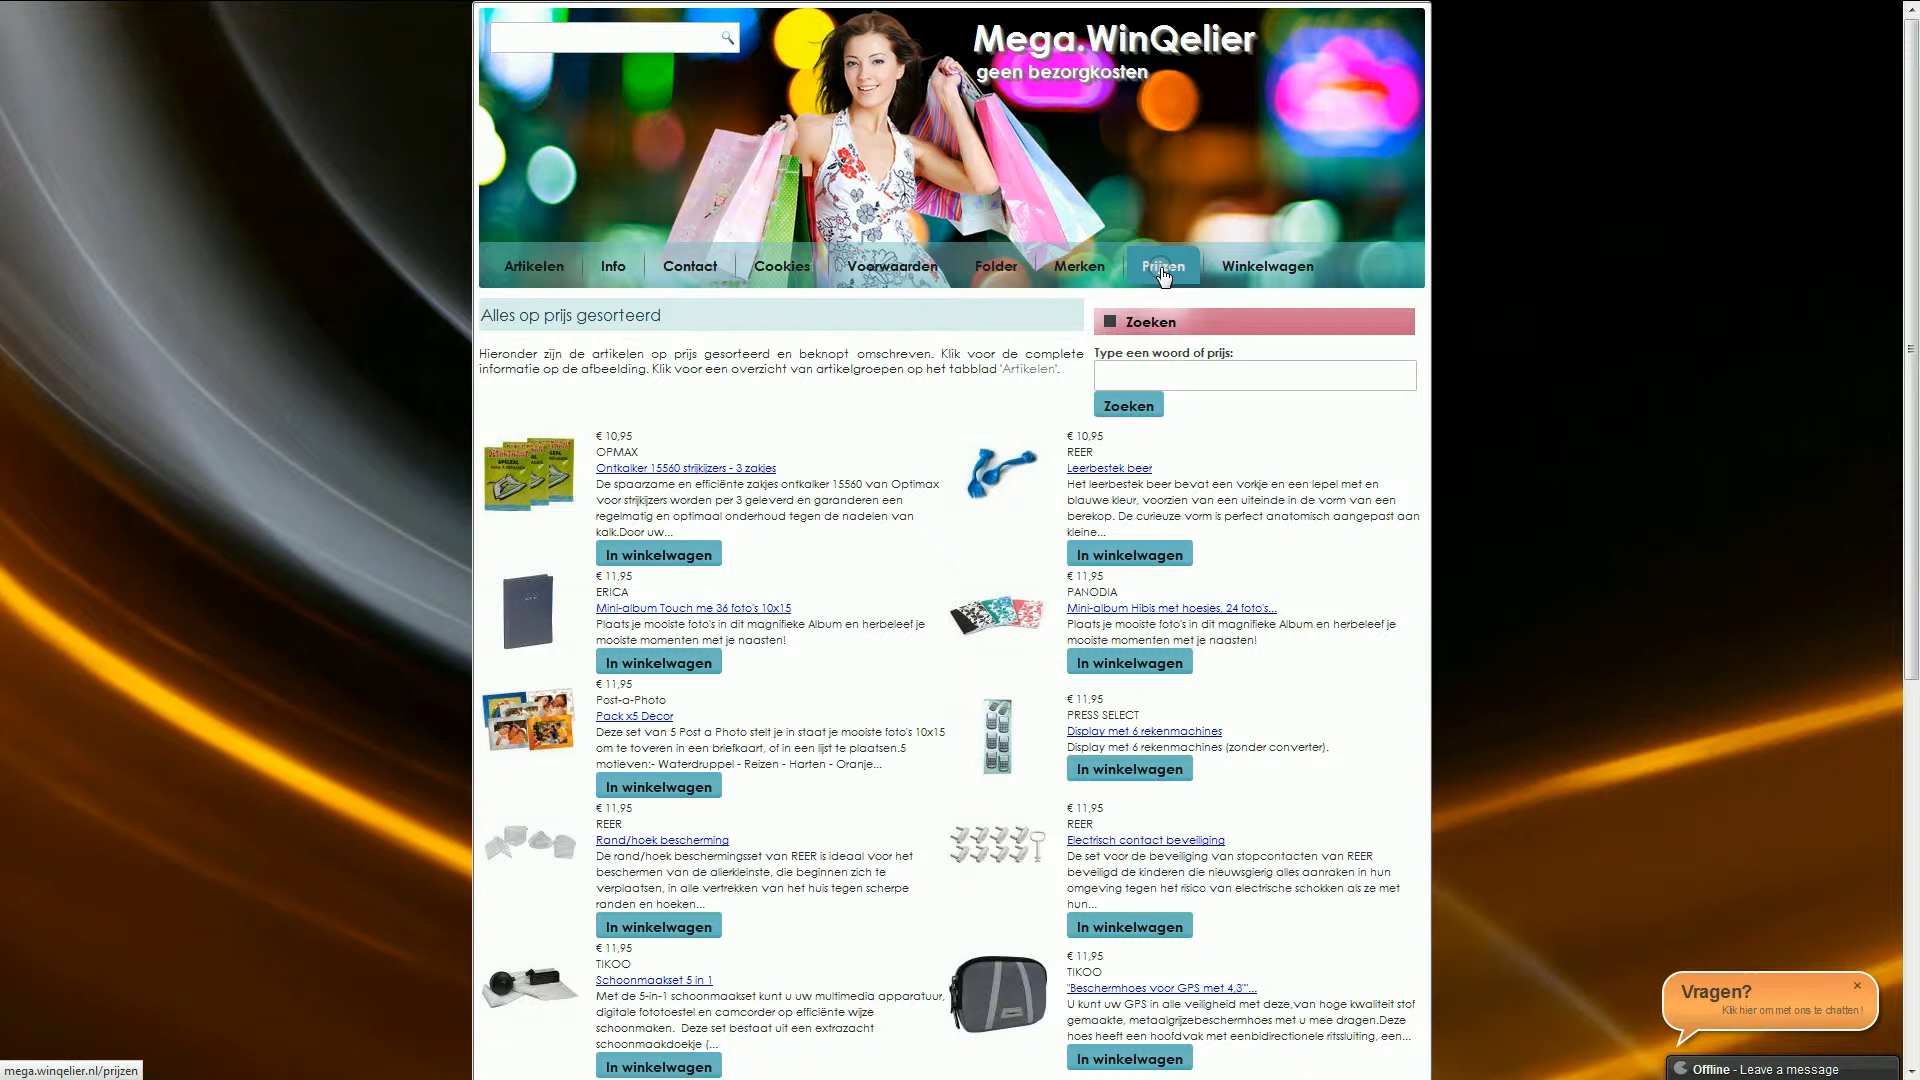 Mega.WinQelier
geen bezorgkosten
Artikelen
Info
Contact
Cookies
Voorwaarden
Folder
Merken
Prijzen
Winkelwagen
Alles op prijs gesorteerd
Hieronder zijn de artikelen op prijs gesorteerd en beknopt omschreven. Klik voor de complete
informatie op de afbeelding. Klik voor een overzicht van artikelgroepen op het tabblad 'Artikelen'.
Zoeken
Type een woord of prijs:
Zoeken
€ 10,95
OPMAX
Ontkalker 15560 strijkijzers - 3 zakjes
De spaarzame en efficiënte zakjes ontkalker 15560 van Optimax
voor strijkijzers worden per 3 geleverd en garanderen een
regelmatig en optimaal onderhoud tegen de nadelen van
kalk.Door uw...
In winkelwagen
€ 10,95
REER
Leerbestek beer
Het leerbestek beer bevat een vorkje en een lepel met en
blauwe kleur, voorzien van een uiteinde in de vorm van een
berekop. De curieuze vorm is perfect anatomisch aangepast aan
kleine...
In winkelwagen
€ 11,95
ERICA
Mini-album Touch me 36 foto's 10x15
Plaats je mooiste foto's in dit magnifieke Album en herbeleef je
mooiste momenten met je naasten!
In winkelwagen
€ 11,95
PANODIA
Mini-album Hibis met hoesjes, 24 foto's...
Plaats je mooiste foto's in dit magnifieke Album en herbeleef je
mooiste momenten met je naasten!
In winkelwagen
€ 11,95
Post-a-Photo
Pack x5 Decor
Deze set van 5 Post a Photo stelt je in staat je mooiste foto's 10x15
om te toveren in een briefkaart, of in een lijst te plaatsen.5
motieven:- Waterdruppel - Reizen - Harten - Oranje...
In winkelwagen
€ 11,95
PRESS SELECT
Display met 6 rekenmachines
Display met 6 rekenmachines (zonder converter).
In winkelwagen
€ 11,95
REER
Rand/hoek bescherming
De rand/hoek beschermingsset van REER is ideaal voor het
beschermen van de allerkleinste, die beginnen zich te
verplaatsen, in alle vertrekken van het huis tegen scherpe
randen en hoeken...
In winkelwagen
€ 11,95
REER
Electrisch contact beveiliging
De set voor de beveiliging van stopcontacten van REER
beveiligd de kinderen die nieuwsgierig alles aanraken in hun
omgeving tegen het risico van electrische schokken als ze met
hun...
In winkelwagen
€ 11,95
TIKOO
Schoonmaakset 5 in 1
Met de 5-in-1 schoonmaakset kunt u uw multimedia apparatuur,
digitale fototoestel en camcorder op efficiënte wijze
schoonmaken. Deze set bestaat uit een extrazacht
schoonmaakdoekje (...
In winkelwagen
€ 11,95
TIKOO
"Beschermhoes voor GPS met 4,3"'...
U kunt uw GPS in alle veiligheid met deze,van hoge kwaliteit stof
gemaakte, metaalgrijzebeschermhoes met u mee dragen.Deze
hoes heeft een hoofdvak met eenbidirectionele ritssluiting, een...
In winkelwagen
Vragen?
Klik hier om met ons te chatten!
Offline - Leave a message
mega.winqelier.nl/prijzen